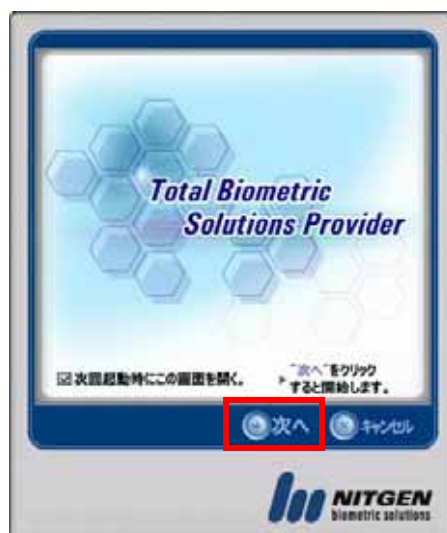 Total Biometric
Solutions Provider
次回起動時にこの画面を開く。
"次へ"をクリック
すると開始します。
次へ
キャンセル
NITGEN
biometric solutions